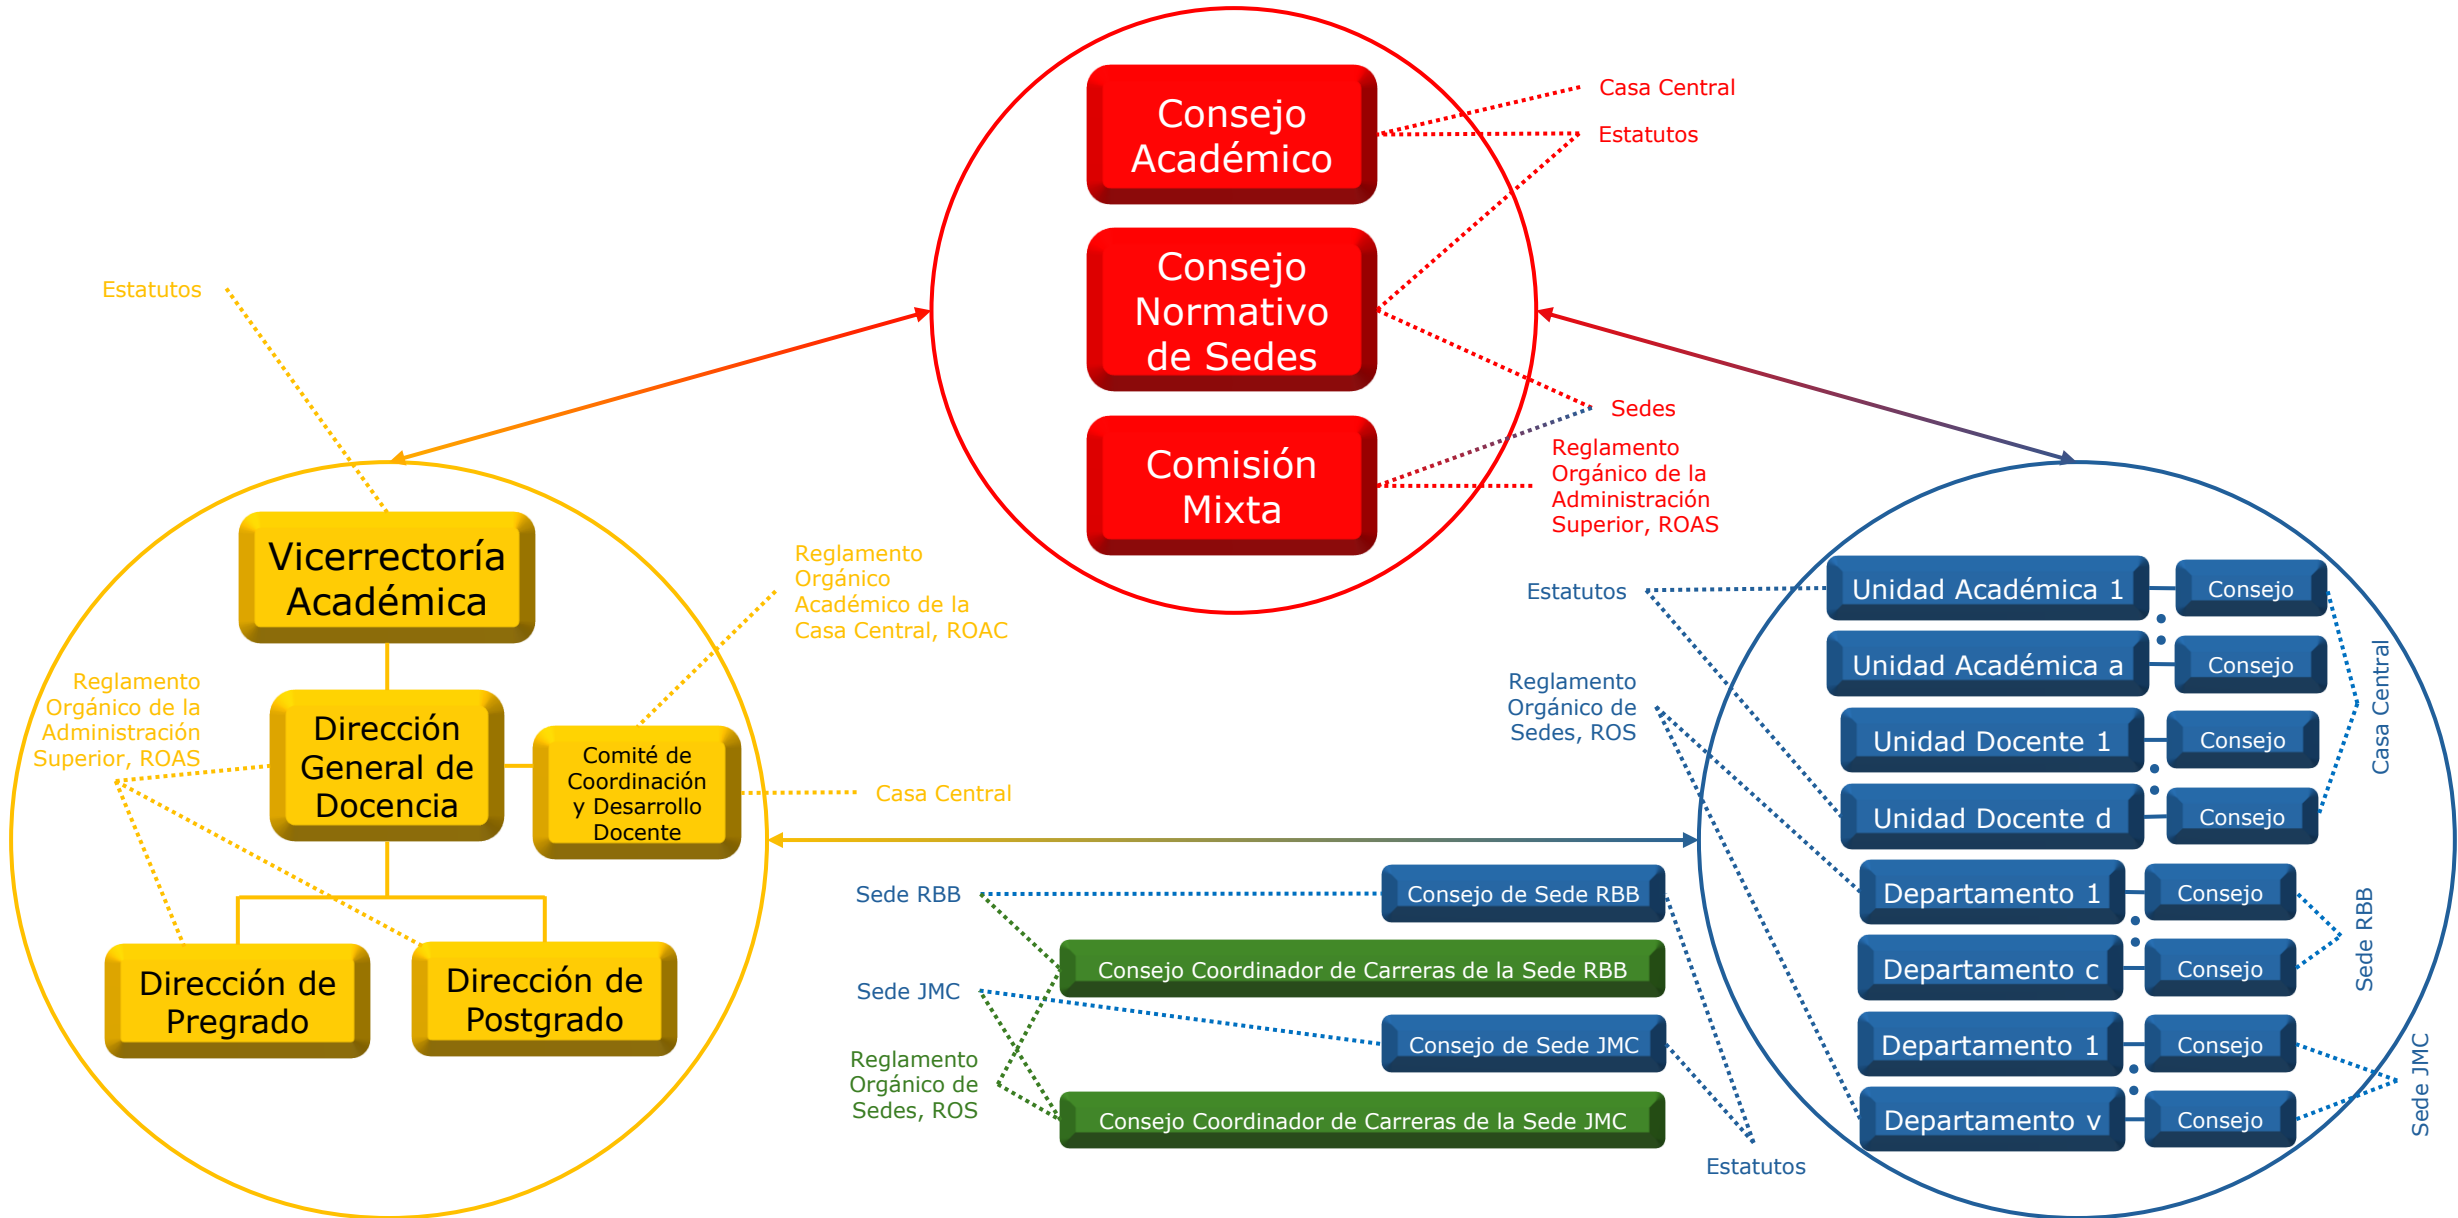 Consejo
Académico
Casa Central
Estatutos
Consejo
Normativo
de Sedes
Sedes
Comisión
Mixta
Reglamento
Orgánico de la
Administración
Superior, ROAS
Estatutos
Vicerrectoría
Académica
Reglamento
Orgánico
Académico de la
Casa Central, ROAC
Reglamento
Orgánico de la
Administración
Superior, ROAS
Dirección
General de
Docencia
Comité de
Coordinación
y Desarrollo
Docente
Casa Central
Dirección de
Pregrado
Dirección de
Postgrado
Estatutos
Reglamento
Orgánico de
Sedes, ROS
Unidad Académica 1
Consejo
Unidad Académica a
Consejo
Unidad Docente 1
Consejo
Unidad Docente d
Consejo
Casa Central
Departamento 1
Consejo
Departamento c
Consejo
Sede RBB
Departamento 1
Consejo
Departamento v
Consejo
Sede JMC
Sede RBB
Consejo de Sede RBB
Consejo Coordinador de Carreras de la Sede RBB
Sede JMC
Consejo de Sede JMC
Reglamento
Orgánico de
Sedes, ROS
Consejo Coordinador de Carreras de la Sede JMC
Estatutos